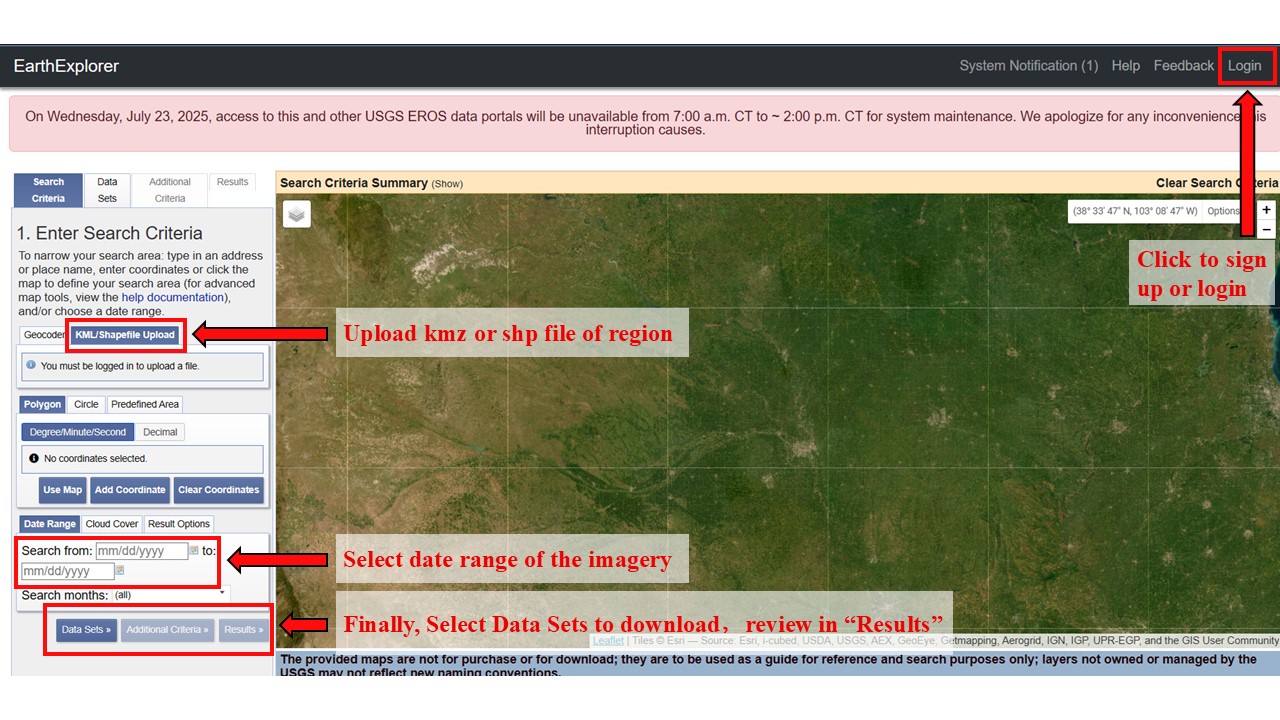 EarthExplorer
System Notification (1) Help Feedback Login
On Wednesday, July 23, 2025, access to this and other USGS EROS data portals will be unavailable from 7:00 a.m. CT to ~ 2:00 p.m. CT for system maintenance. We apologize for any inconvenience
interruption causes.
Search
Criteria
Data
Sets
Additional
Criteria
Results
Search Criteria Summary (Show)
Clear Search Criteria
(38° 33' 47" N, 103° 08' 47" W) Options
+
−
1. Enter Search Criteria
To narrow your search area: type in an address
or place name, enter coordinates or click the
map to define your search area (for advanced
map tools, view the help documentation),
and/or choose a date range.
Click to sign
up or login
Geocoder KML/Shapefile Upload
Upload kmz or shp file of region
You must be logged in to upload a file.
Polygon Circle Predefined Area
Degree/Minute/Second Decimal
No coordinates selected.
Use Map Add Coordinate Clear Coordinates
Date Range Cloud Cover Result Options
Search from: mm/dd/yyyy to:
mm/dd/yyyy
Select date range of the imagery
Search months: (all)
Data Sets » Additional Criteria » Results »
Finally, Select Data Sets to download, review in “Results”
Leaflet | Tiles © Esri — Source: Esri, i-cubed, USDA, USGS, AEX, GeoEye, Getmapping, Aerogrid, IGN, IGP, UPR-EGP, and the GIS User Community
The provided maps are not for purchase or for download; they are to be used as a guide for reference and search purposes only; layers not owned or managed by the
USGS may not reflect new naming conventions.